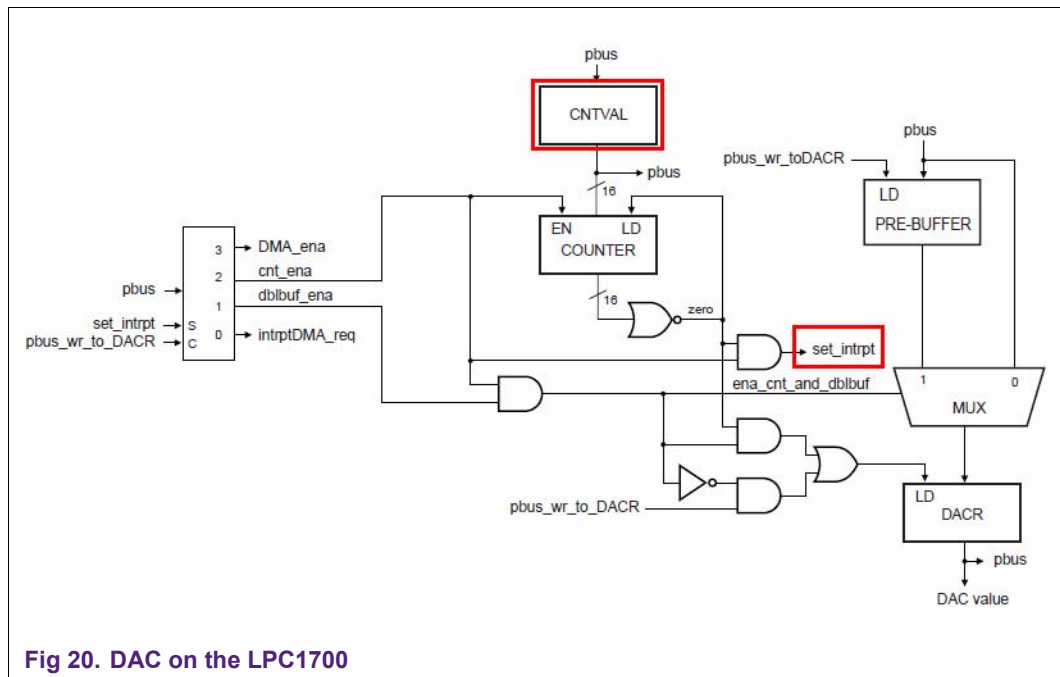 pbus
CNTVAL
pbus
16
EN LD
COUNTER
16
zero
pbus
pbus_wr_toDACR
LD
PRE-BUFFER
3 DMA_ena
2 cnt_ena
1 dblbuf_ena
0 intrptDMA_req
pbus
set_intrpt S
pbus_wr_to_DACR C
set_intrpt
ena_cnt_and_dblbuf
1 0
MUX
pbus_wr_to_DACR
LD
DACR
pbus
DAC value
Fig 20. DAC on the LPC1700